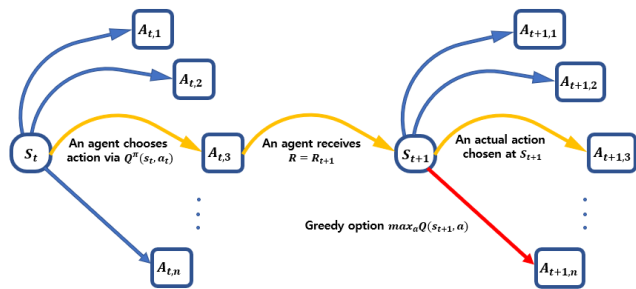 A_{t,1}
A_{t,2}
S_t
An agent chooses
action via Q^π(s_t, a_t)
A_{t,3}
An agent receives
R = R_{t+1}
A_{t,n}
A_{t+1,1}
A_{t+1,2}
S_{t+1}
An actual action
chosen at S_{t+1}
A_{t+1,3}
Greedy option max_a Q(s_{t+1}, a)
A_{t+1,n}